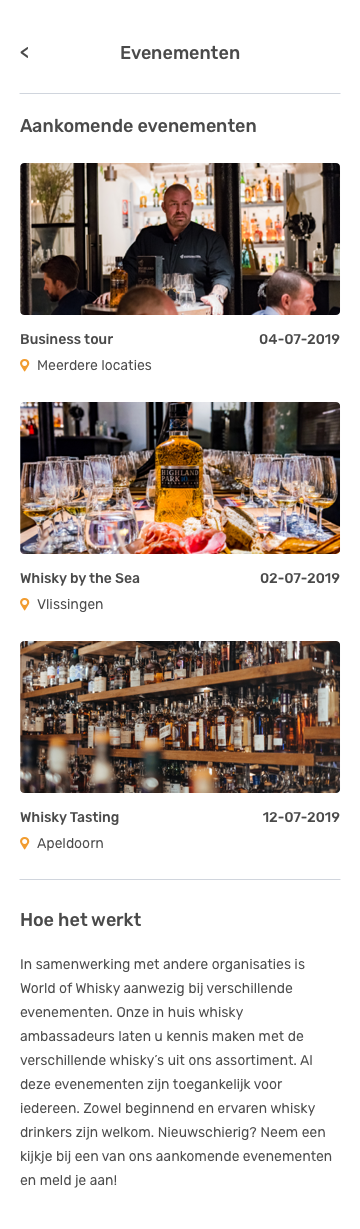 <
Evenementen
Aankomende evenementen
Business tour 04-07-2019
Meerdere locaties
HIGHLAND
PARK
Whisky by the Sea 02-07-2019
Vlissingen
Whisky Tasting 12-07-2019
Apeldoorn
Hoe het werkt
In samenwerking met andere organisaties is
World of Whisky aanwezig bij verschillende
evenementen. Onze in huis whisky
ambassadeurs laten u kennis maken met de
verschillende whisky's uit ons assortiment. Al
deze evenementen zijn toegankelijk voor
iedereen. Zowel beginnend en ervaren whisky
drinkers zijn welkom. Nieuwschierig? Neem een
kijkje bij een van ons aankomende evenementen
en meld je aan!